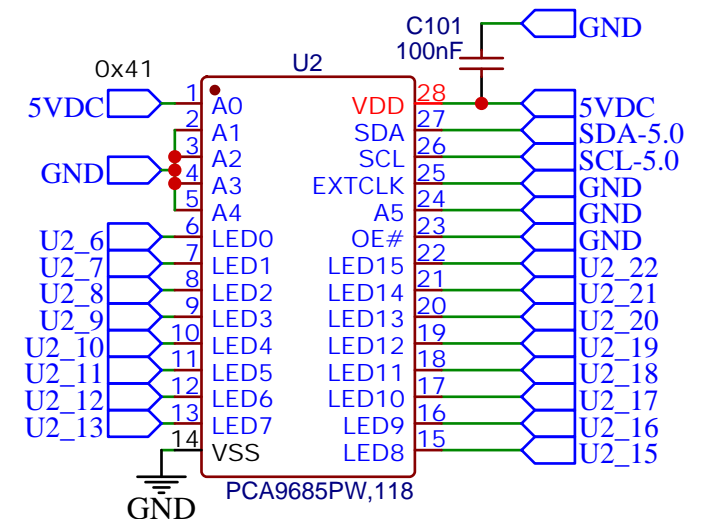 C101
100nF
GND
0x41
U2
5VDC
1
A0
VDD
28
5VDC
2
A1
SDA
27
SDA-5.0
3
A2
SCL
26
SCL-5.0
GND
4
A3
EXTCLK
25
GND
5
A4
A5
24
GND
U2_6
6
LED0
OE#
23
GND
U2_7
7
LED1
LED15
22
U2_22
U2_8
8
LED2
LED14
21
U2_21
U2_9
9
LED3
LED13
20
U2_20
U2_10
10
LED4
LED12
19
U2_19
U2_11
11
LED5
LED11
18
U2_18
U2_12
12
LED6
LED10
17
U2_17
U2_13
13
LED7
LED9
16
U2_16
14
VSS
LED8
15
U2_15
GND
PCA9685PW,118